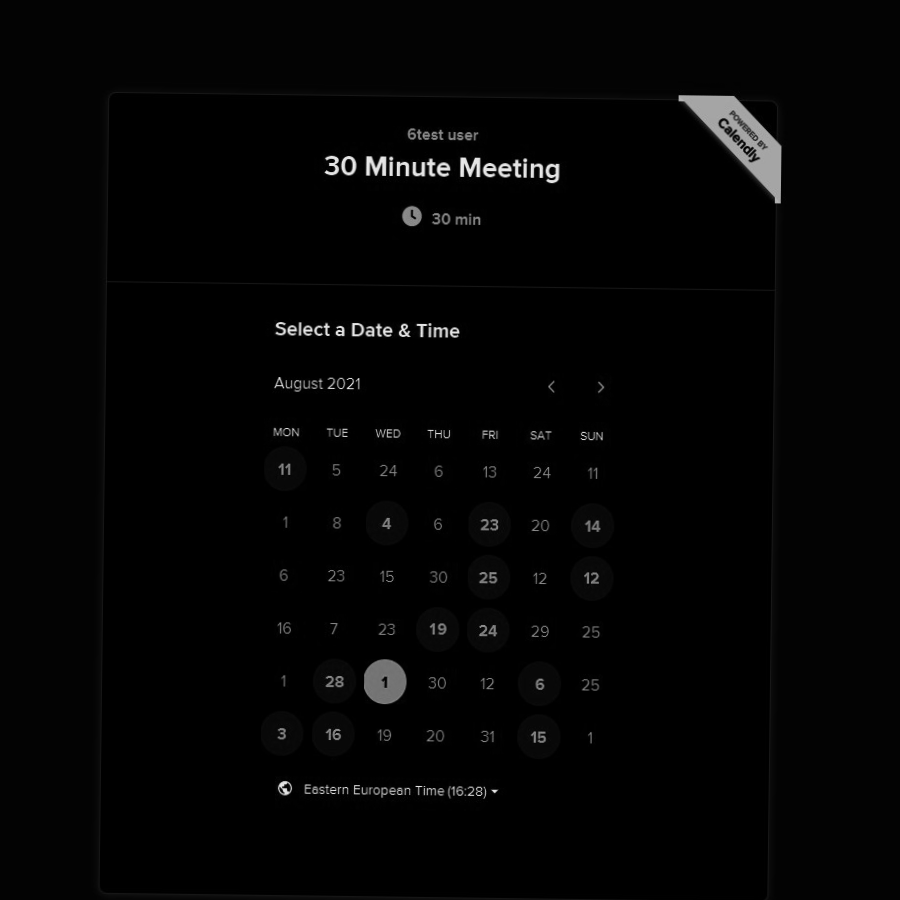 POWERED BY
Calendly
6test user
30 Minute Meeting
30 min
Select a Date & Time
August 2021
MON TUE WED THU FRI SAT SUN
11 5 24 6 13 24 11
1 8 4 6 23 20 14
6 23 15 30 25 12 12
16 7 23 19 24 29 25
1 28 1 30 12 6 25
3 16 19 20 31 15 1
Eastern European Time (16:28)